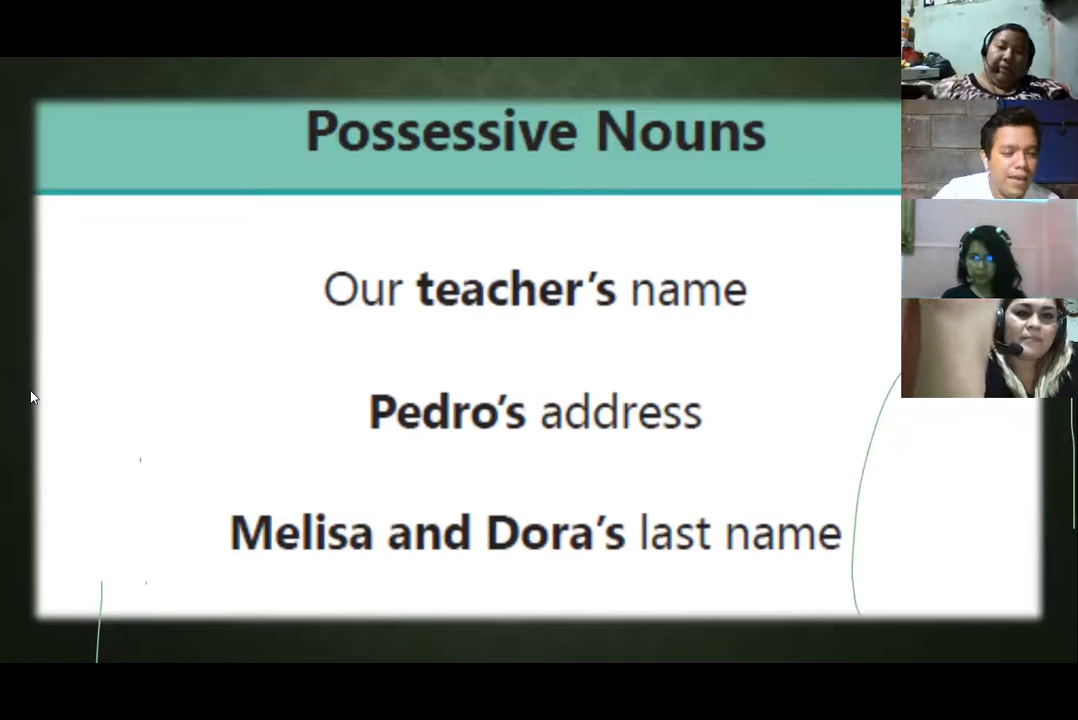 Possessive Nouns
Our teacher’s name
Pedro’s address
Melisa and Dora’s last name